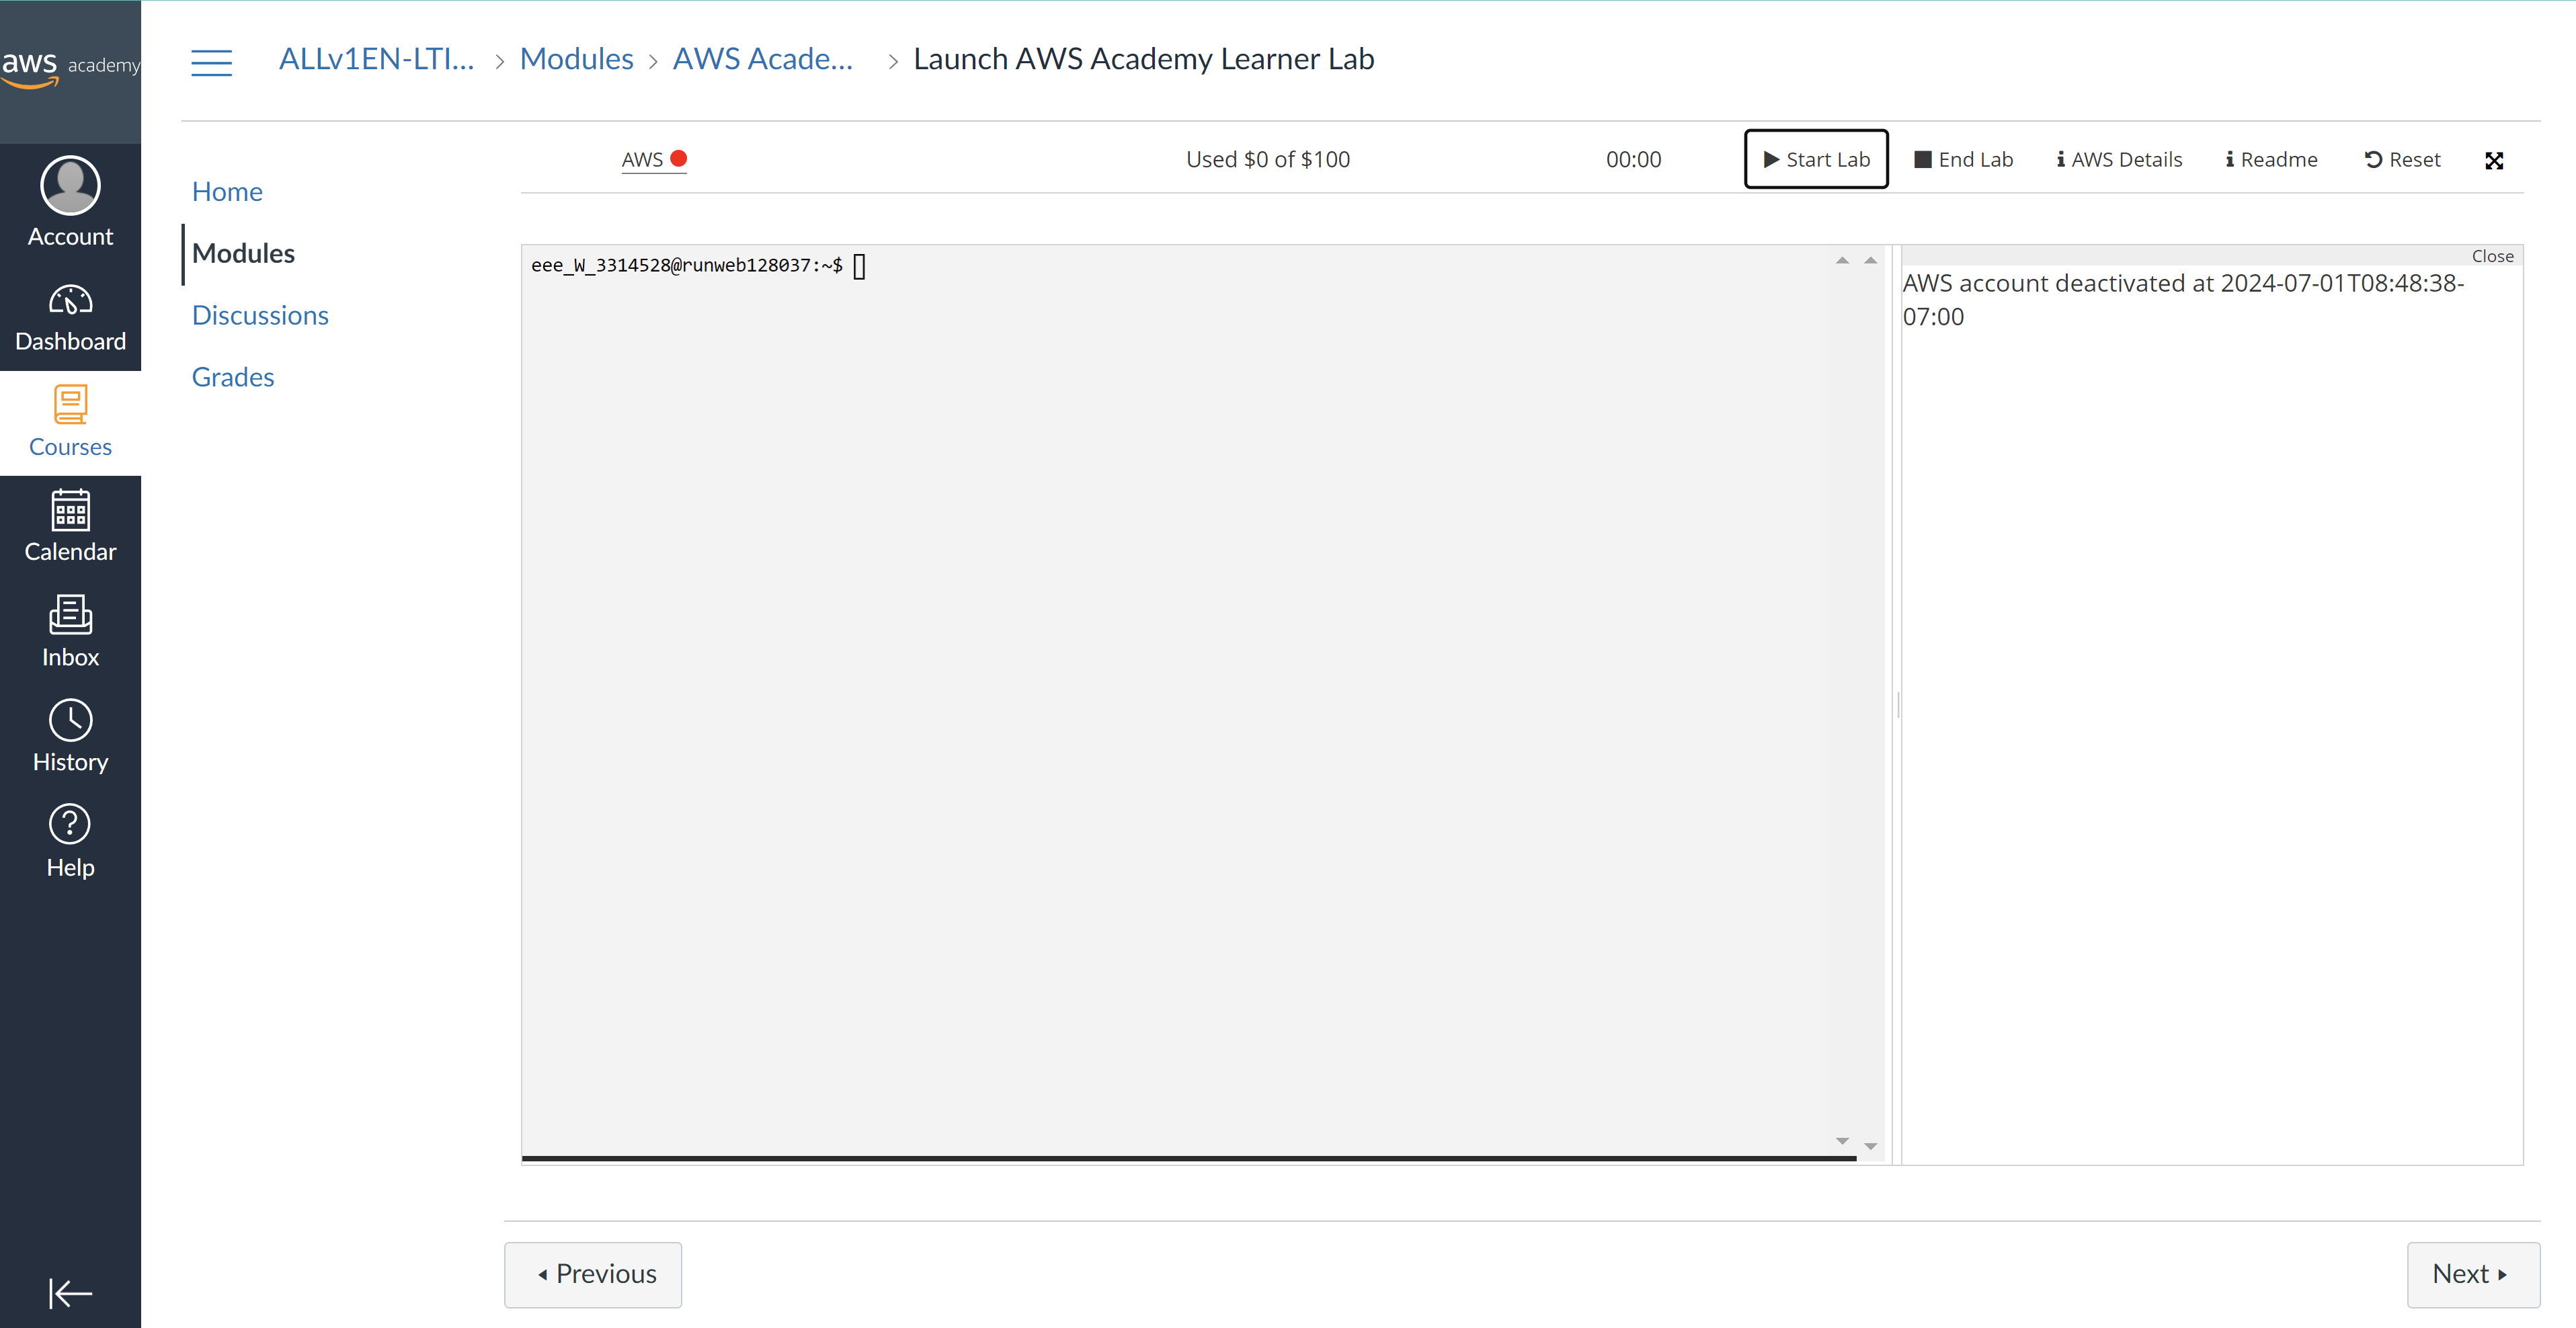 aws academy
Account
Dashboard
Courses
Calendar
Inbox
History
Help
ALLv1EN-LTI... > Modules > AWS Acade... > Launch AWS Academy Learner Lab
Home
Modules
Discussions
Grades
AWS Used $0 of $100 00:00 Start Lab End Lab AWS Details Readme Reset
eee_W_3314528@runweb128037:~$
Close
AWS account deactivated at 2024-07-01T08:48:38-
07:00
Previous
Next